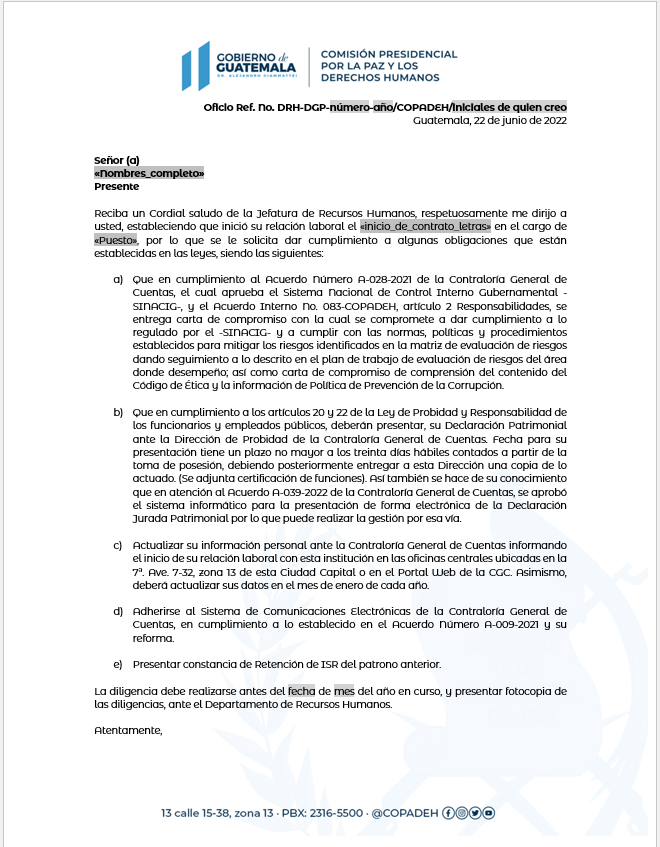 GOBIERNO de
GUATEMALA
DR. ALEJANDRO GIAMMATTEI
COMISIÓN PRESIDENCIAL
POR LA PAZ Y LOS
DERECHOS HUMANOS
Oficio Ref. No. DRH-DGP-número-año/COPADEH/Iniciales de quien creo
Guatemala, 22 de junio de 2022
Señor (a)
«Nombres_completo»
Presente
Reciba un Cordial saludo de la Jefatura de Recursos Humanos, respetuosamente me dirijo a
usted, estableciendo que inició su relación laboral el «inicio_de_contrato_letras» en el cargo de
«Puesto», por lo que se le solicita dar cumplimiento a algunas obligaciones que están
establecidas en las leyes, siendo las siguientes:
a) Que en cumplimiento al Acuerdo Número A-028-2021 de la Contraloría General de
Cuentas, el cual aprueba el Sistema Nacional de Control Interno Gubernamental -
SINACIG-, y el Acuerdo Interno No. 083-COPADEH, artículo 2 Responsabilidades, se
entrega carta de compromiso con la cual se compromete a dar cumplimiento a lo
regulado por el -SINACIG- y a cumplir con las normas, políticas y procedimientos
establecidos para mitigar los riesgos identificados en la matriz de evaluación de riesgos
dando seguimiento a lo descrito en el plan de trabajo de evaluación de riesgos del área
donde desempeño; así como carta de compromiso de comprensión del contenido del
Código de Ética y la información de Política de Prevención de la Corrupción.
b) Que en cumplimiento a los artículos 20 y 22 de la Ley de Probidad y Responsabilidad de
los funcionarios y empleados públicos, deberán presentar, su Declaración Patrimonial
ante la Dirección de Probidad de la Contraloría General de Cuentas. Fecha para su
presentación tiene un plazo no mayor a los treinta días hábiles contados a partir de la
toma de posesión, debiendo posteriormente entregar a esta Dirección una copia de lo
actuado. (Se adjunta certificación de funciones). Así también se hace de su conocimiento
que en atención al Acuerdo A-039-2022 de la Contraloría General de Cuentas, se aprobó
el sistema informático para la presentación de forma electrónica de la Declaración
Jurada Patrimonial por lo que puede realizar la gestión por esa vía.
c) Actualizar su información personal ante la Contraloría General de Cuentas informando
el inicio de su relación laboral con esta institución en las oficinas centrales ubicadas en la
7ª. Ave. 7-32, zona 13 de esta Ciudad Capital o en el Portal Web de la CGC. Asimismo,
deberá actualizar sus datos en el mes de enero de cada año.
d) Adherirse al Sistema de Comunicaciones Electrónicas de la Contraloría General de
Cuentas, en cumplimiento a lo establecido en el Acuerdo Número A-009-2021 y su
reforma.
e) Presentar constancia de Retención de ISR del patrono anterior.
La diligencia debe realizarse antes del fecha de mes del año en curso, y presentar fotocopia de
las diligencias, ante el Departamento de Recursos Humanos.
Atentamente,
13 calle 15-38, zona 13 · PBX: 2316-5500 · @COPADEH